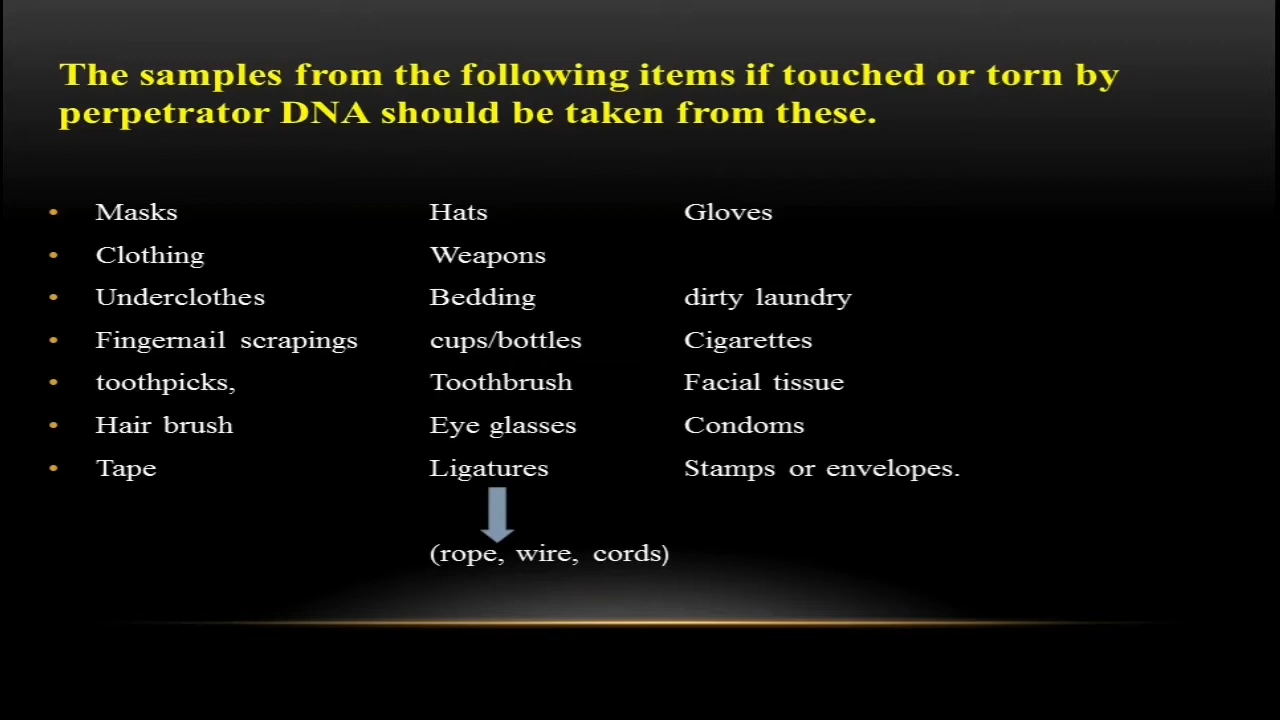 The samples from the following items if touched or torn by
perpetrator DNA should be taken from these.
• Masks Hats Gloves
• Clothing Weapons
• Underclothes Bedding dirty laundry
• Fingernail scrapings cups/bottles Cigarettes
• toothpicks, Toothbrush Facial tissue
• Hair brush Eye glasses Condoms
• Tape Ligatures Stamps or envelopes.
(rope, wire, cords)